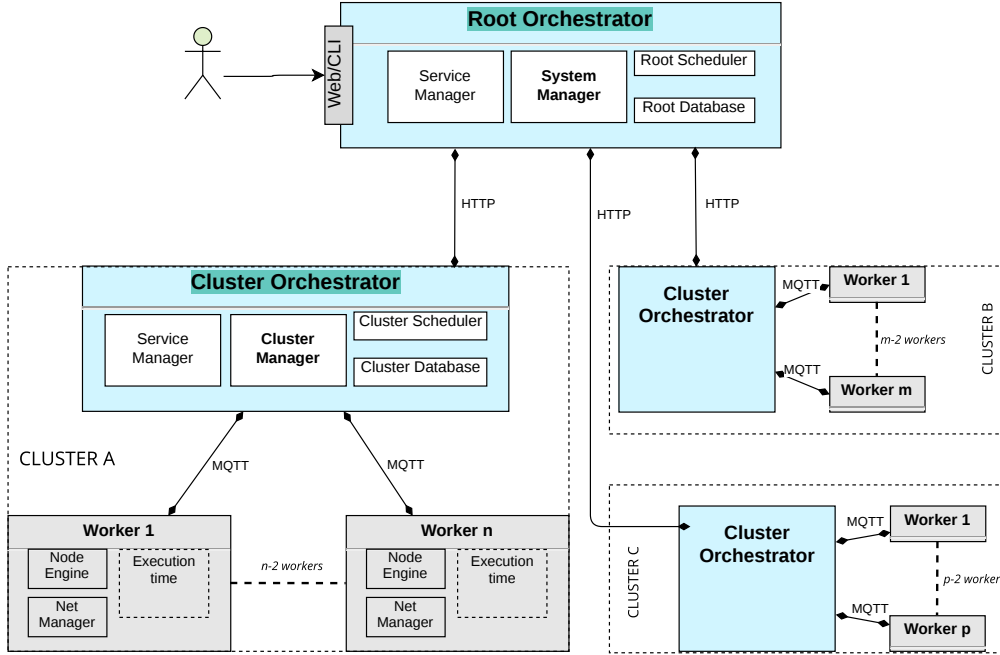 Root Orchestrator
Web/CLI
Service
Manager
System
Manager
Root Scheduler
Root Database
HTTP
HTTP
HTTP
Cluster Orchestrator
Service
Manager
Cluster
Manager
Cluster Scheduler
Cluster Database
CLUSTER A
MQTT
MQTT
Worker 1
Node
Engine
Execution
time
Net
Manager
n-2 workers
Worker n
Node
Engine
Execution
time
Net
Manager
Cluster
Orchestrator
MQTT
Worker 1
m-2 workers
MQTT
Worker m
CLUSTER B
CLUSTER C
Cluster
Orchestrator
MQTT
Worker 1
p-2 worker
MQTT
Worker p